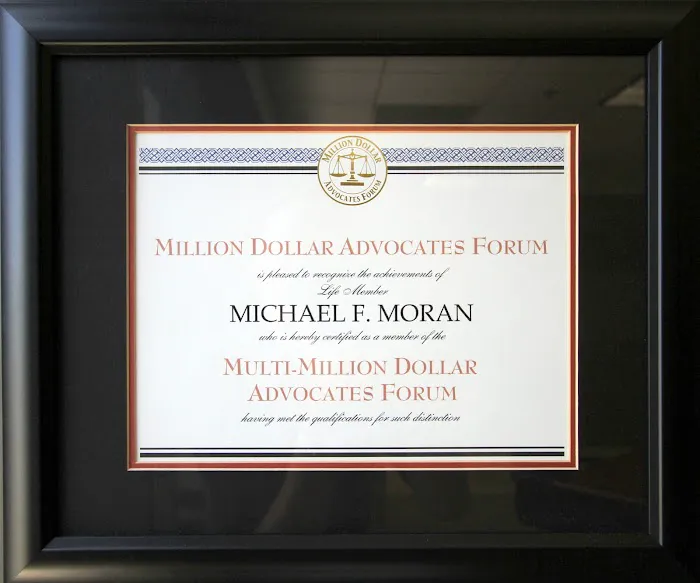 MILLION DOLLAR
ADVOCATES FORUM
MILLION DOLLAR ADVOCATES FORUM
is pleased to recognize the achievements of
Life Member
MICHAEL F. MORAN
who is hereby certified as a member of the
MULTI-MILLION DOLLAR
ADVOCATES FORUM
having met the qualifications for such distinction